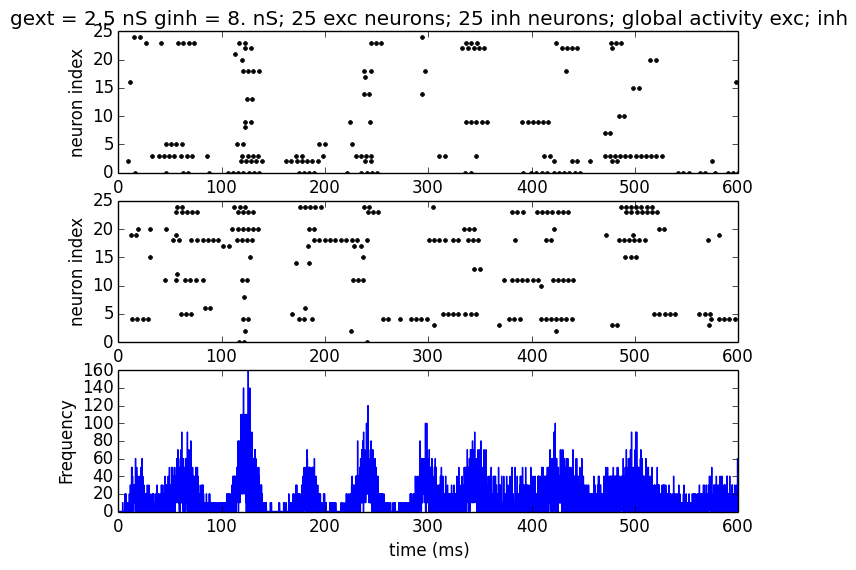 gext = 2.5 nS ginh = 8. nS; 25 exc neurons; 25 inh neurons; global activity exc; inh
25
20
15
10
5
0
neuron index
0 100 200 300 400 500 600
25
20
15
10
5
0
neuron index
0 100 200 300 400 500 600
160
140
120
100
80
60
40
20
0
Frequency
0 100 200 300 400 500 600
time (ms)